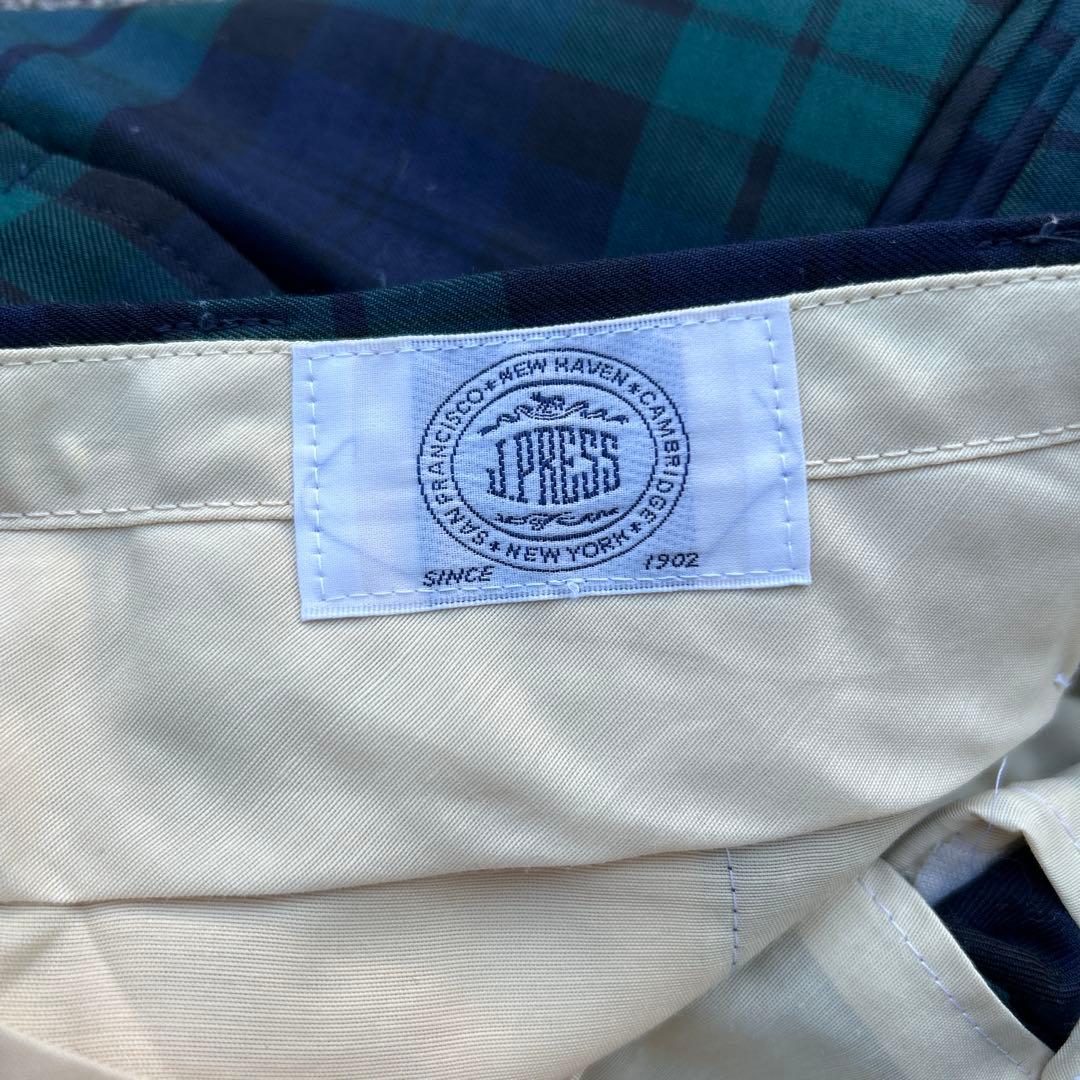 ★ NEW HAVEN ★ CAMBRIDGE ★ NEW YORK ★ SAN FRANCISCO
J.PRESS
SINCE 1902